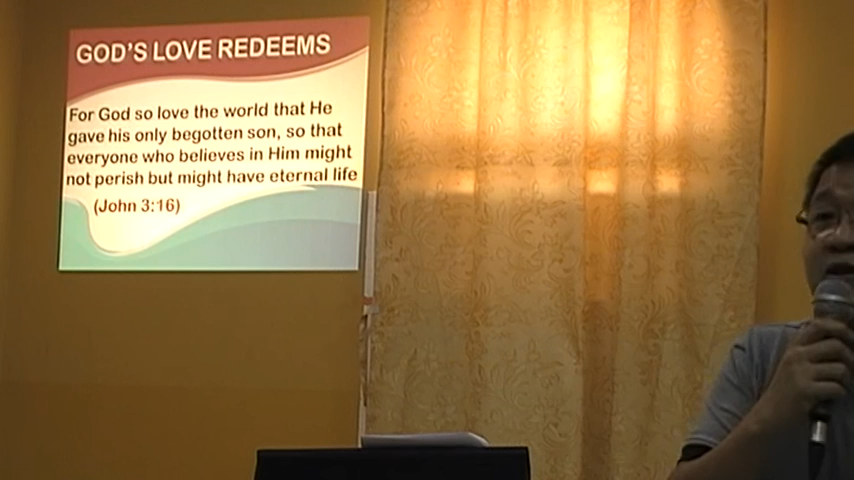 GOD'S LOVE REDEEMS
For God so love the world that He
gave his only begotten son, so that
everyone who believes in Him might
not perish but might have eternal life
(John 3:16)